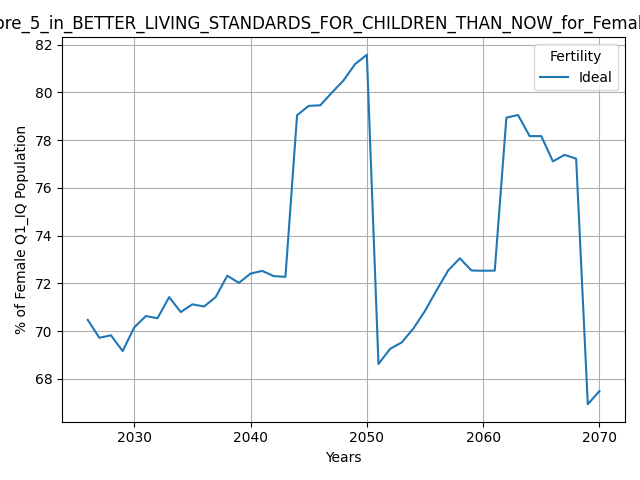 ore_5_in_BETTER_LIVING_STANDARDS_FOR_CHILDREN_THAN_NOW_for_Femal
82
80
78
76
74
72
70
68
% of Female Q1_IQ Population
Fertility
Ideal
2030
2040
2050
2060
2070
Years